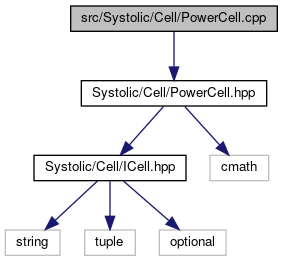 src/Systolic/Cell/PowerCell.cpp
Systolic/Cell/PowerCell.hpp
Systolic/Cell/ICell.hpp
cmath
string
tuple
optional